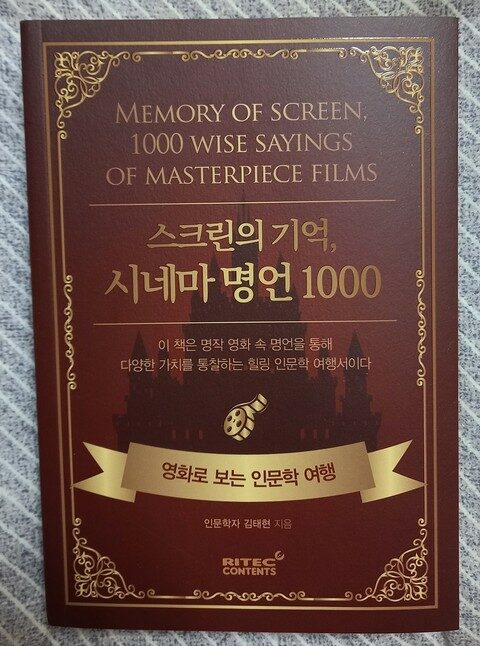 MEMORY OF SCREEN,
1000 WISE SAYINGS
OF MASTERPIECE FILMS
스크린의 기억,
시네마 명언 1000
이 책은 명작 영화 속 명언을 통해
다양한 가치를 통찰하는 힐링 인문학 여행서이다
영화로 보는 인문학 여행
인문학자 김태현 지음
RITEC
CONTENTS